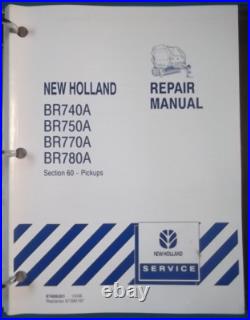 NEW HOLLAND
REPAIR
MANUAL
BR740A
BR750A
BR770A
BR780A
Section 60 - Pickups
NEW HOLLAND
SERVICE